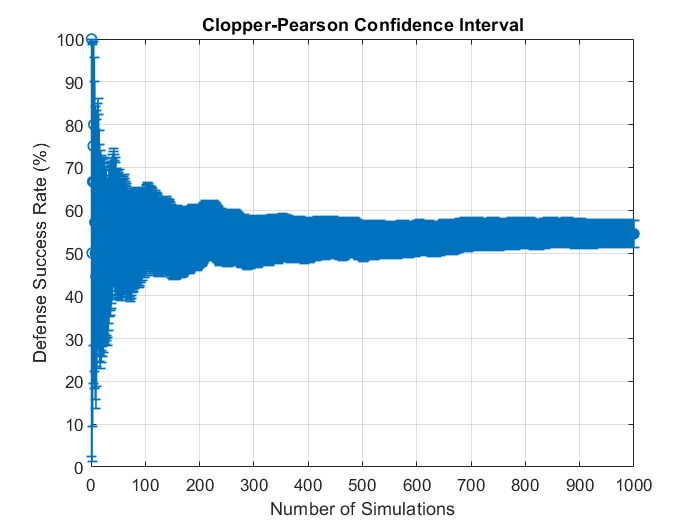 Clopper-Pearson Confidence Interval
100
90
80
70
60
50
40
30
20
10
0
Defense Success Rate (%)
0 100 200 300 400 500 600 700 800 900 1000
Number of Simulations